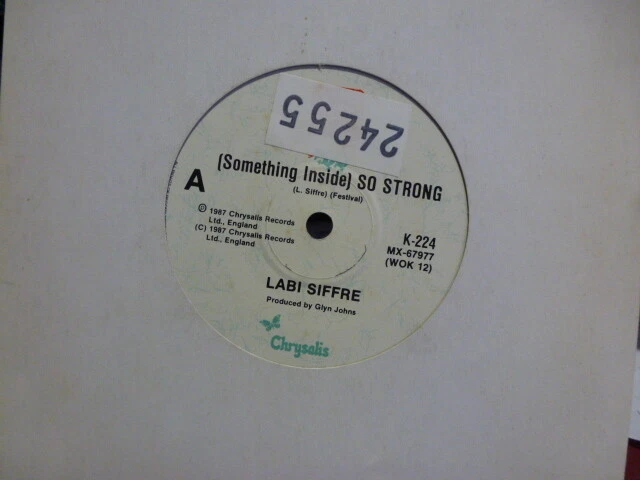 24255
(Something Inside) SO STRONG
(L. Siffre) (Festival)
A
℗ 1987 Chrysalis Records
Ltd., England
(C) 1987 Chrysalis Records
Ltd., England
K-224
MX-67977
(WOK 12)
LABI SIFFRE
Produced by Glyn Johns
Chrysalis